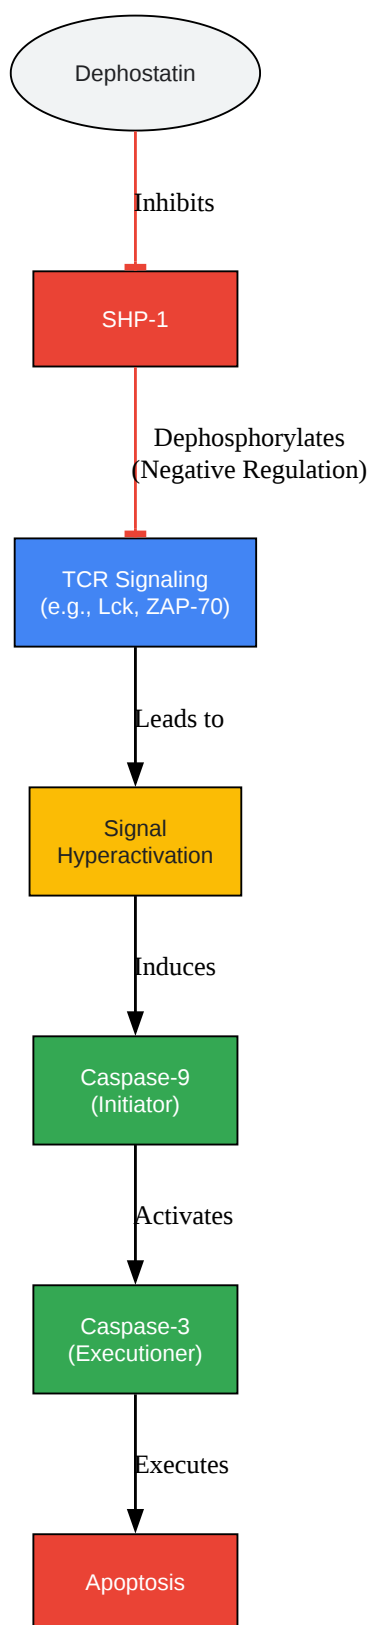 Dephostatin
Inhibits
SHP-1
Dephosphorylates
(Negative Regulation)
TCR Signaling
(e.g., Lck, ZAP-70)
Leads to
Signal
Hyperactivation
Induces
Caspase-9
(Initiator)
Activates
Caspase-3
(Executioner)
Executes
Apoptosis